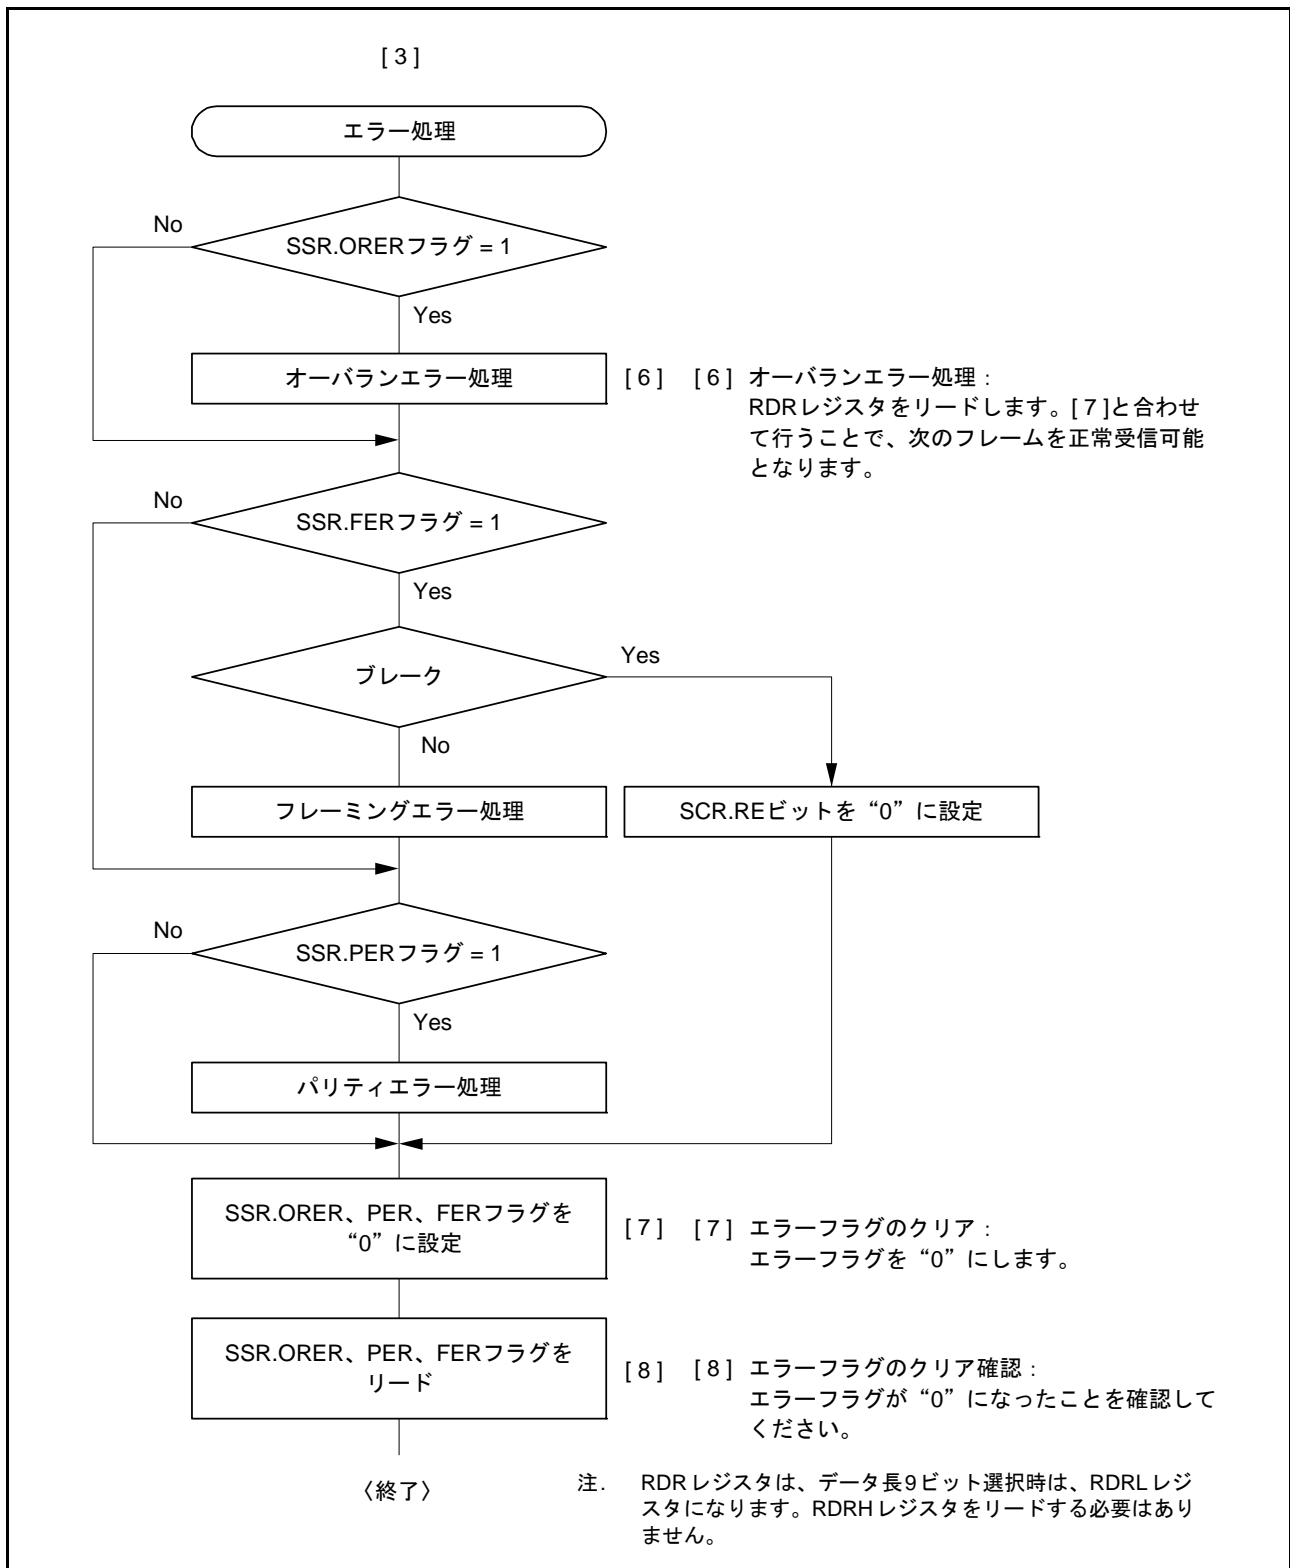 [ 3 ]
エラー処理
No
SSR.ORERフラグ = 1
Yes
オーバランエラー処理
[ 6 ]
[ 6 ] オーバランエラー処理：
RDRレジスタをリードします。[ 7 ]と合わせ
て行うことで、次のフレームを正常受信可能
となります。
No
SSR.FERフラグ = 1
Yes
ブレーク
Yes
No
フレーミングエラー処理
SCR.REビットを“0”に設定
No
SSR.PERフラグ = 1
Yes
パリティエラー処理
SSR.ORER、PER、FERフラグを
“0”に設定
[ 7 ]
[ 7 ] エラーフラグのクリア：
エラーフラグを“0”にします。
SSR.ORER、PER、FERフラグを
リード
[ 8 ]
[ 8 ] エラーフラグのクリア確認：
エラーフラグが“0”になったことを確認して
ください。
〈終了〉
注. RDRレジスタは、データ長9ビット選択時は、RDRLレジ
スタになります。RDRHレジスタをリードする必要はあり
ません。